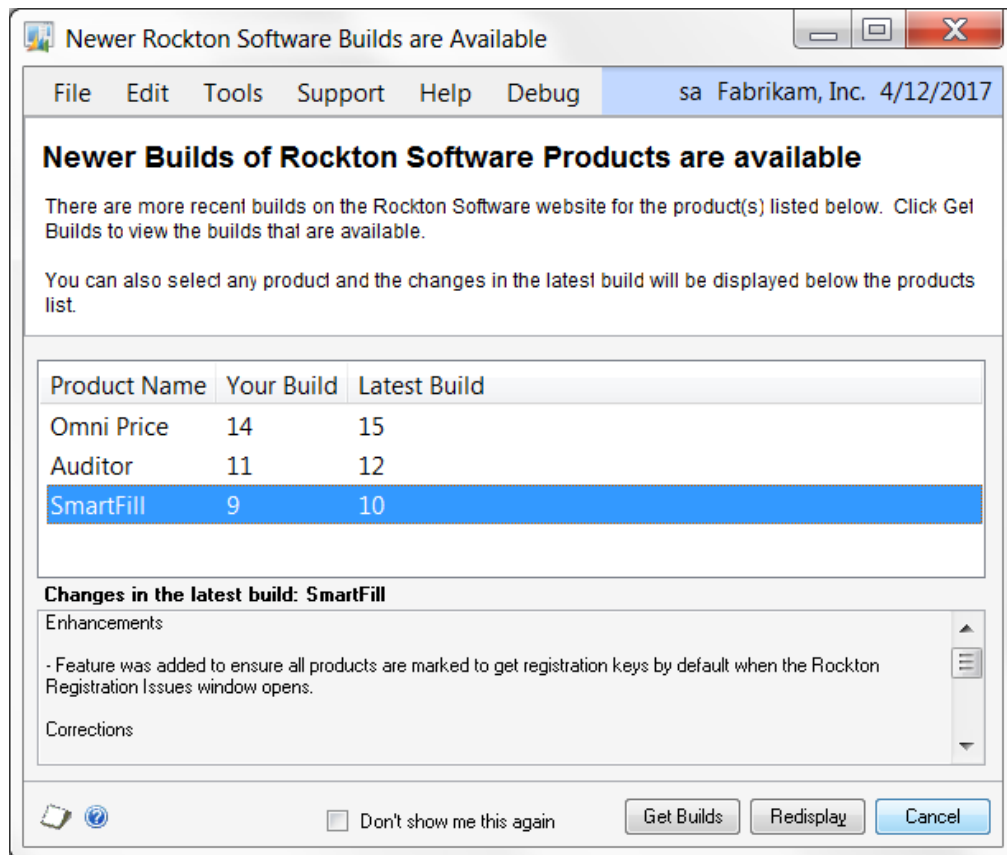 Newer Rockton Software Builds are Available
File Edit Tools Support Help Debug sa Fabrikam, Inc. 4/12/2017
Newer Builds of Rockton Software Products are available
There are more recent builds on the Rockton Software website for the product(s) listed below. Click Get
Builds to view the builds that are available.
You can also select any product and the changes in the latest build will be displayed below the products
list.
Product Name Your Build Latest Build
Omni Price 14 15
Auditor 11 12
SmartFill 9 10
Changes in the latest build: SmartFill
Enhancements
- Feature was added to ensure all products are marked to get registration keys by default when the Rockton
Registration Issues window opens.
Corrections
Don't show me this again Get Builds Redisplay Cancel